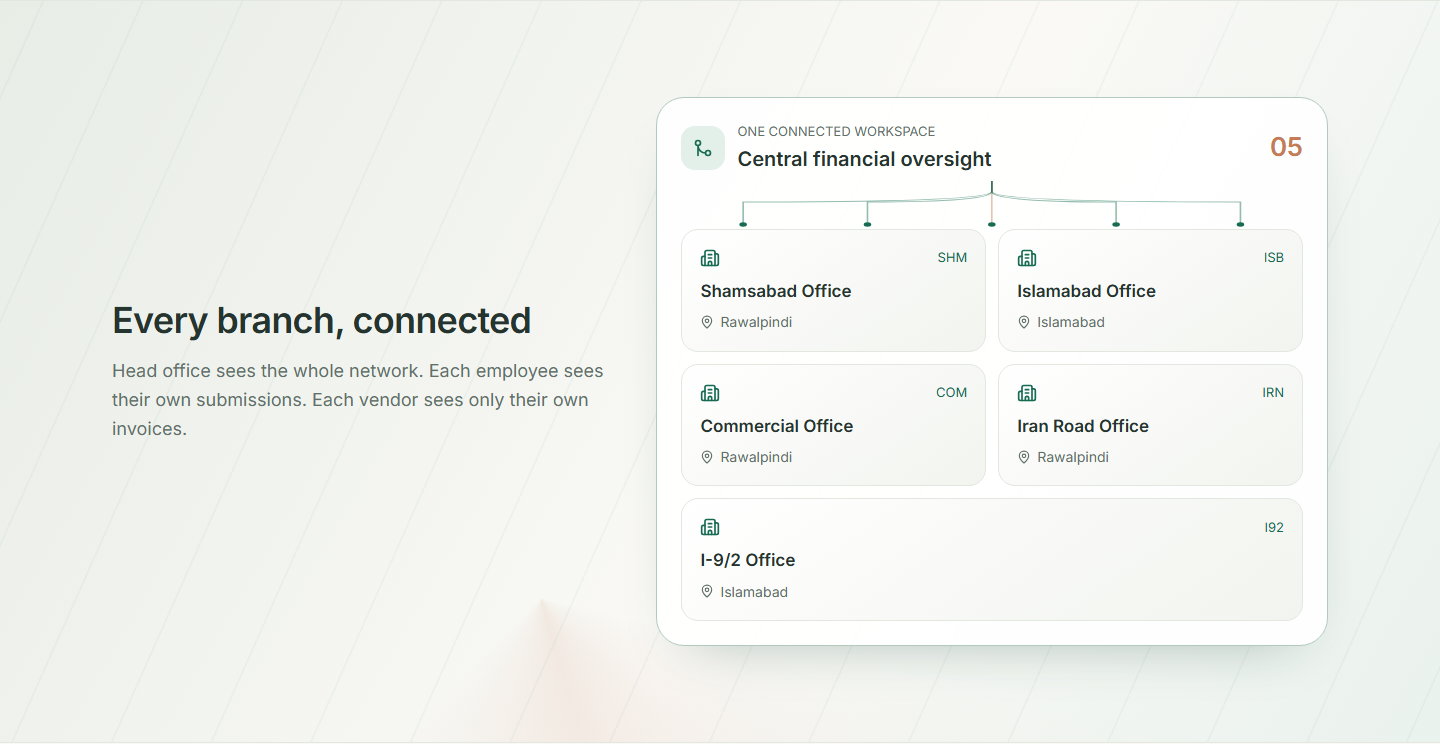 Every branch, connected
Head office sees the whole network. Each employee sees
their own submissions. Each vendor sees only their own
invoices.
ONE CONNECTED WORKSPACE
Central financial oversight
05
SHM
Shamsabad Office
Rawalpindi
ISB
Islamabad Office
Islamabad
COM
Commercial Office
Rawalpindi
IRN
Iran Road Office
Rawalpindi
I92
I-9/2 Office
Islamabad